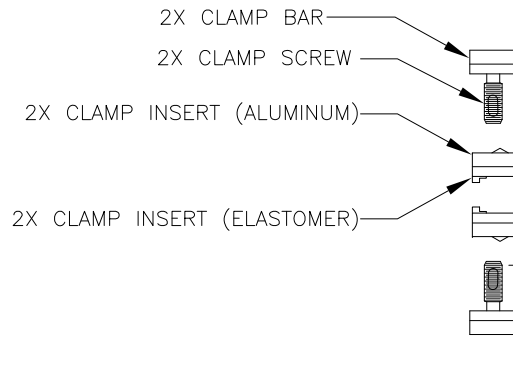 2X CLAMP BAR
2X CLAMP SCREW
2X CLAMP INSERT (ALUMINUM)
2X CLAMP INSERT (ELASTOMER)